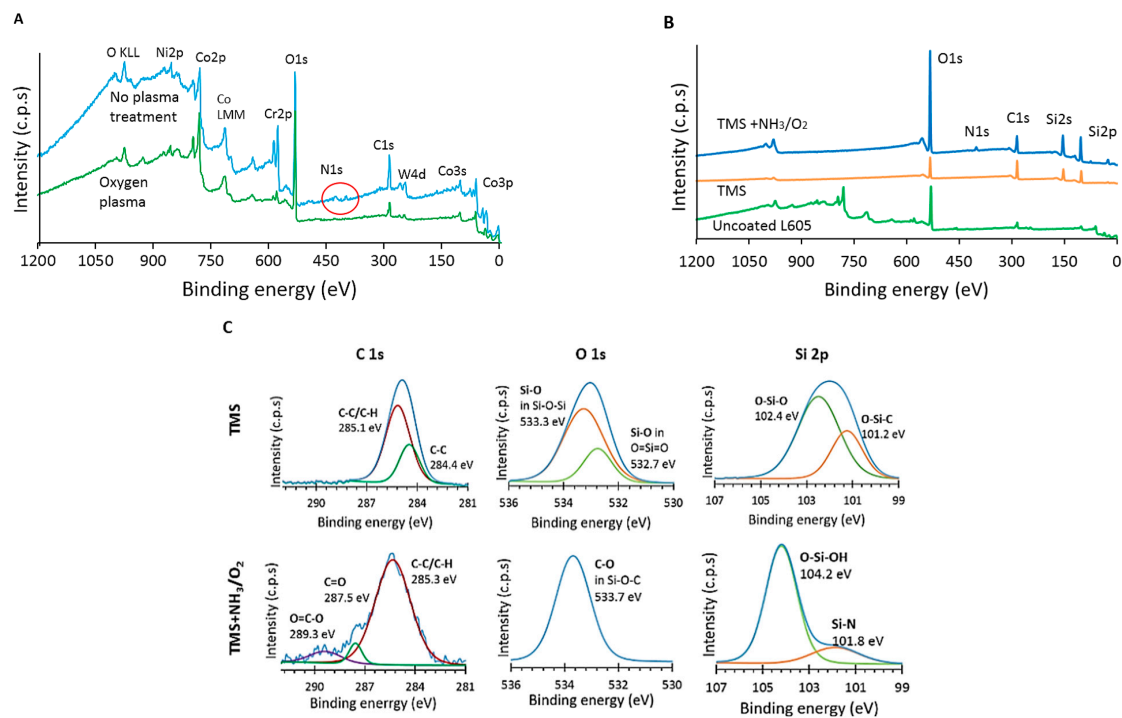 A
Intensity (c.p.s)
O KLL
Ni2p
Co2p
O1s
No plasma
treatment
Co
LMM
Cr2p
N1s
C1s
W4d
Co3s
Co3p
Oxygen
plasma
1200 1050 900 750 600 450 300 150 0
Binding energy (eV)
B
Intensity (c.p.s)
O1s
TMS +NH3/O2
N1s
C1s
Si2s
Si2p
TMS
Uncoated L605
1200 1050 900 750 600 450 300 150 0
Binding energy (eV)
C
C 1s
O 1s
Si 2p
TMS
Intensity (c.p.s)
C-C/C-H
285.1 eV
C-C
284.4 eV
290 287 284 281
Binding energy (eV)
Intensity (c.p.s)
Si-O
in Si-O-Si
533.3 eV
Si-O in
O=Si=O
532.7 eV
536 534 532 530
Binding energy (eV)
Intensity (c.p.s)
O-Si-O
102.4 eV
O-Si-C
101.2 eV
107 105 103 101 99
Binding energy (eV)
TMS+NH3/O2
Intensity (c.p.s)
O=C-O
289.3 eV
C=O
287.5 eV
C-C/C-H
285.3 eV
290 287 284 281
Binding energy (eV)
Intensity (c.p.s)
C-O
in Si-O-C
533.7 eV
536 534 532 530
Binding energy (eV)
Intensity (c.p.s)
O-Si-OH
104.2 eV
Si-N
101.8 eV
107 105 103 101 99
Binding energy (eV)